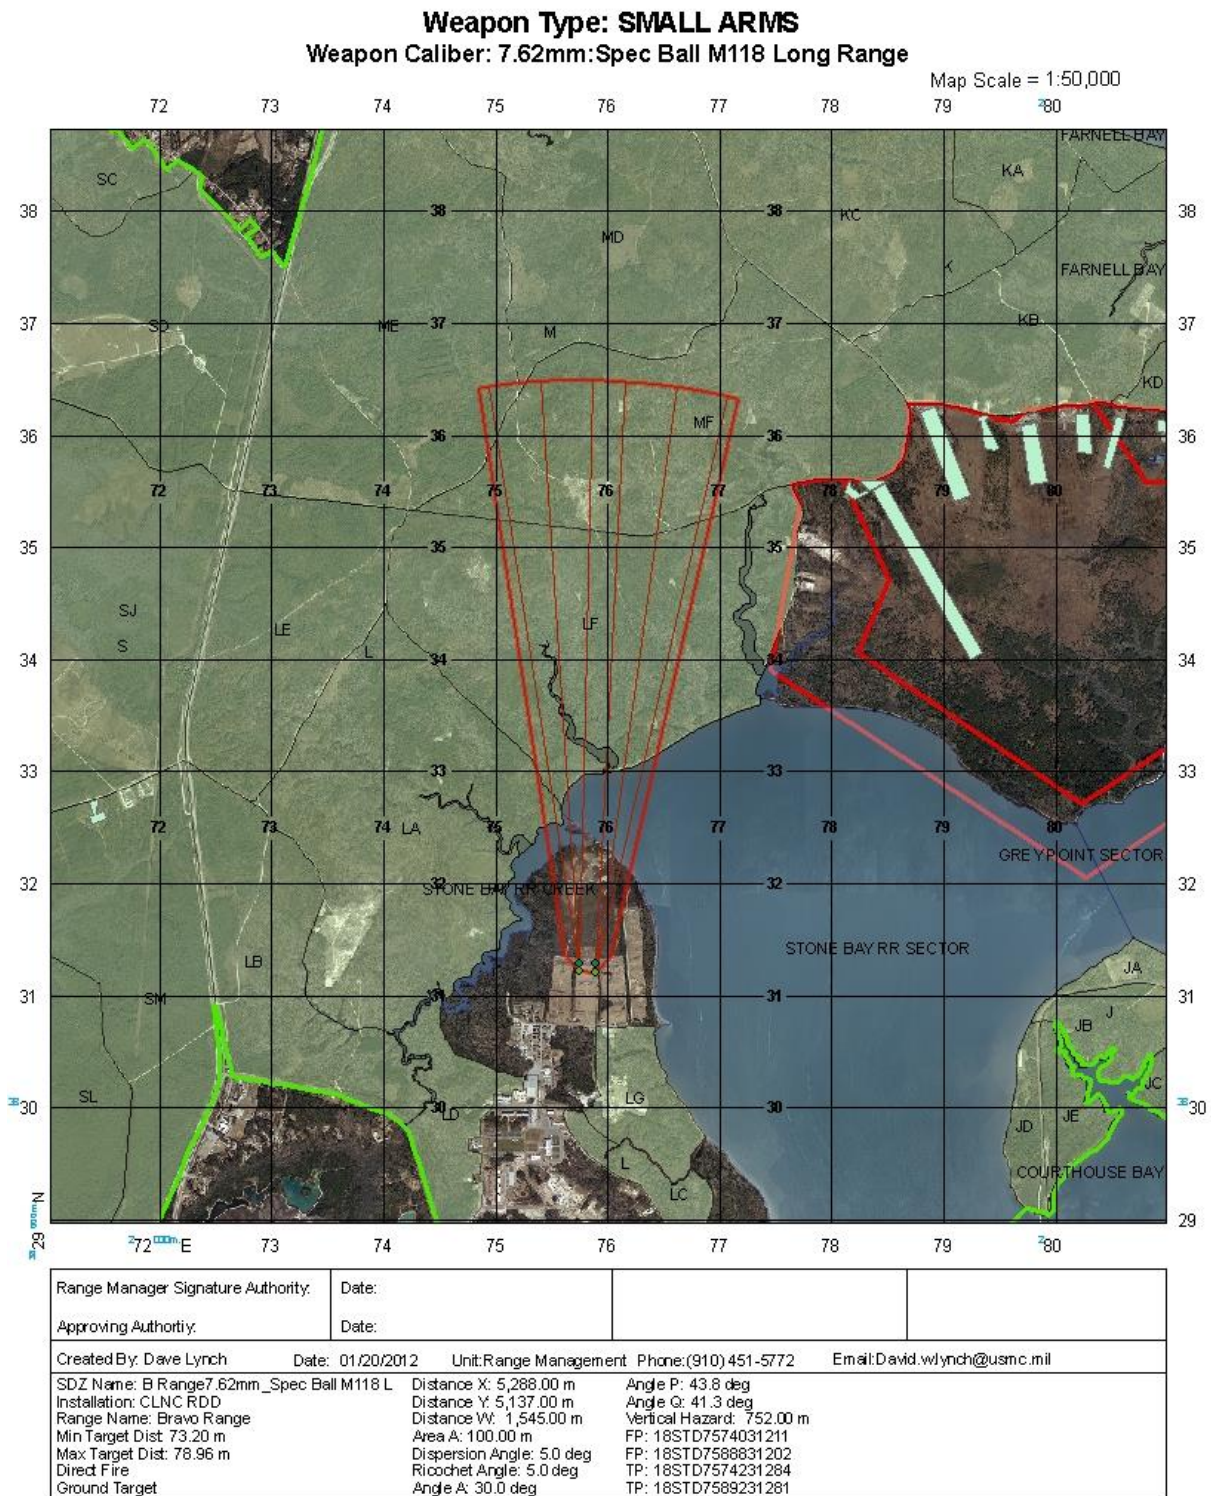 Weapon Type: SMALL ARMS
Weapon Caliber: 7.62mm:Spec Ball M118 Long Range
Map Scale = 1:50,000
72 73 74 75 76 77 78 79 ²80
FARNELL BAY
SC KA
38 38 KC 38 38
MD
K FARNELL BAY
SD ME 37 M 37 KB 37
37
KD
36 MF 36 36
72 73 74 75 76 77 78 79 80
35 35 35 35
SJ LE LF
S L
34 34 34 34
33 33 33 33
72 73 LA 75 76 77 78 79 80
GREYPOINT SECTOR
32 STONE BAY RR CREEK 32 32
LB STONE BAY RR SECTOR
JA
31 SM 31 31 J 31
JB
SL LG JC
30 30 LD 30 JD JE 30
L COURTHOUSE BAY
LC
29 000m N 29
²72 000m. E 73 74 75 76 77 78 79 ²80
Range Manager Signature Authority: Date:
Approving Authortiy: Date:
Created By: Dave Lynch Date: 01/20/2012 Unit:Range Management Phone:(910) 451-5772 Email:David.w.lynch@usmc.mil
SDZ Name: B Range7.62mm_Spec Ball M118 L Distance X: 5,288.00 m Angle P: 43.8 deg
Installation: CLNC RDD Distance Y: 5,137.00 m Angle Q: 41.3 deg
Range Name: Bravo Range Distance W: 1,545.00 m Vertical Hazard: 752.00 m
Min Target Dist: 73.20 m Area A: 100.00 m FP: 18STD7574031211
Max Target Dist: 78.96 m Dispersion Angle: 5.0 deg FP: 18STD7588831202
Direct Fire Ricochet Angle: 5.0 deg TP: 18STD7574231284
Ground Target Angle A: 30.0 deg TP: 18STD7589231281